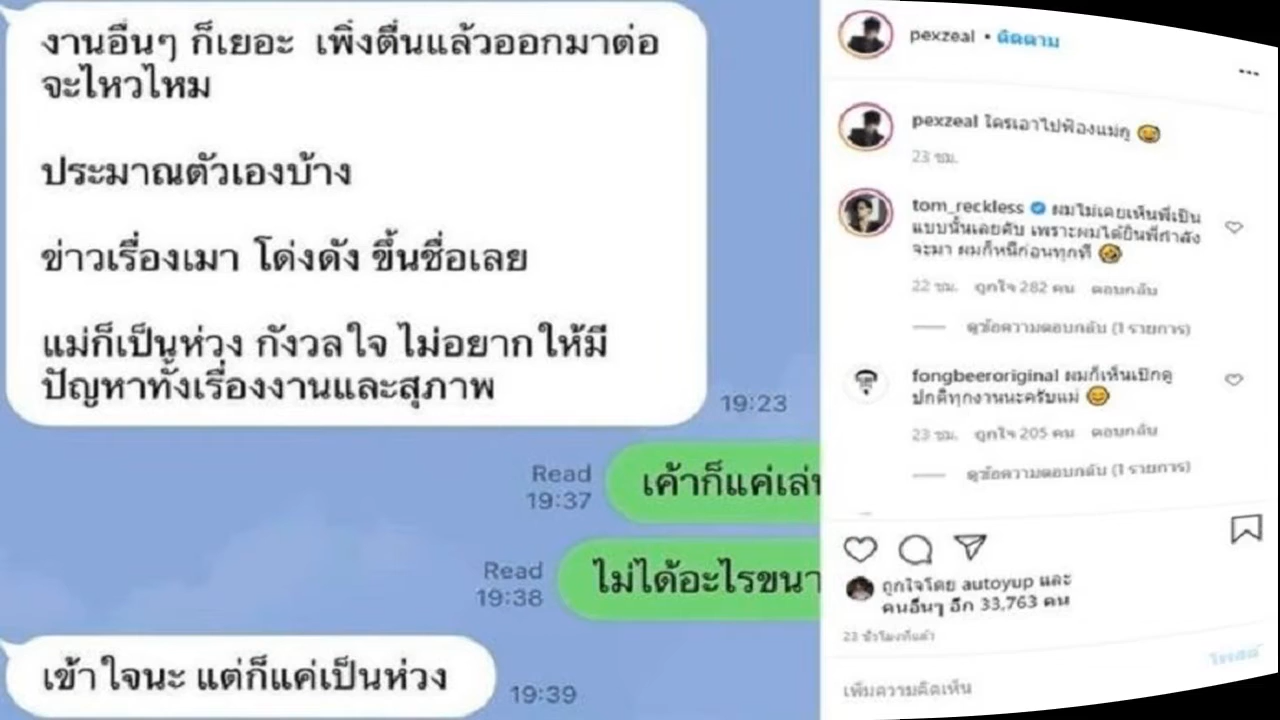 งานอื่นๆ ก็เยอะ เพิ่งตื่นแล้วออกมาต่อ
จะไหวไหม
ประมาณตัวเองบ้าง
ข่าวเรื่องเมา โด่งดัง ขึ้นชื่อเลย
แม่ก็เป็นห่วง กังวลใจ ไม่อยากให้มี
ปัญหาทั้งเรื่องงานและสุภาพ
19:23
Read
19:37
เค้าก็แค่เล่น
Read
19:38
ไม่ได้อะไรขนา
เข้าใจนะ แต่ก็แค่เป็นห่วง
19:39
pexzeal • ติดตาม
pexzeal ใครเอาไปฟ้องแม่กู 😅
23 ชม.
tom_reckless ผมไม่เคยเห็นพี่เป็น
แบบนั้นเลยคับ เพราะผมได้ยินพี่กำลัง
จะมา ผมก็หนีก่อนทุกที 🤣
22 ชม. ถูกใจ 282 คน ตอบกลับ
ดูข้อความตอบกลับ (1 รายการ)
fongbeeroriginal ผมก็เห็นเปิกดู
ปกติทุกงานนะครับแม่ 😊
23 ชม. ถูกใจ 205 คน ตอบกลับ
ดูข้อความตอบกลับ (1 รายการ)
ถูกใจโดย autoyup และ
คนอื่นๆ อีก 33,763 คน
23 ชั่วโมงที่แล้ว
เพิ่มความคิดเห็น
โพสต์